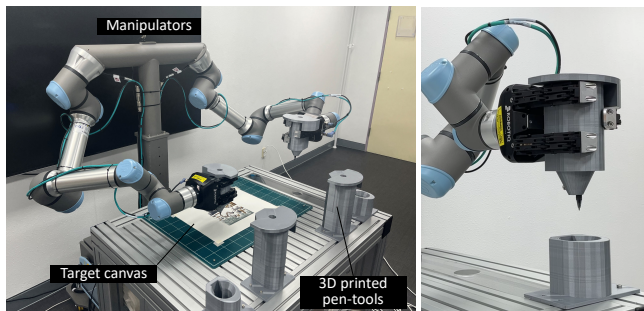 Manipulators
Target canvas
3D printed
pen-tools
ROBOTIQ